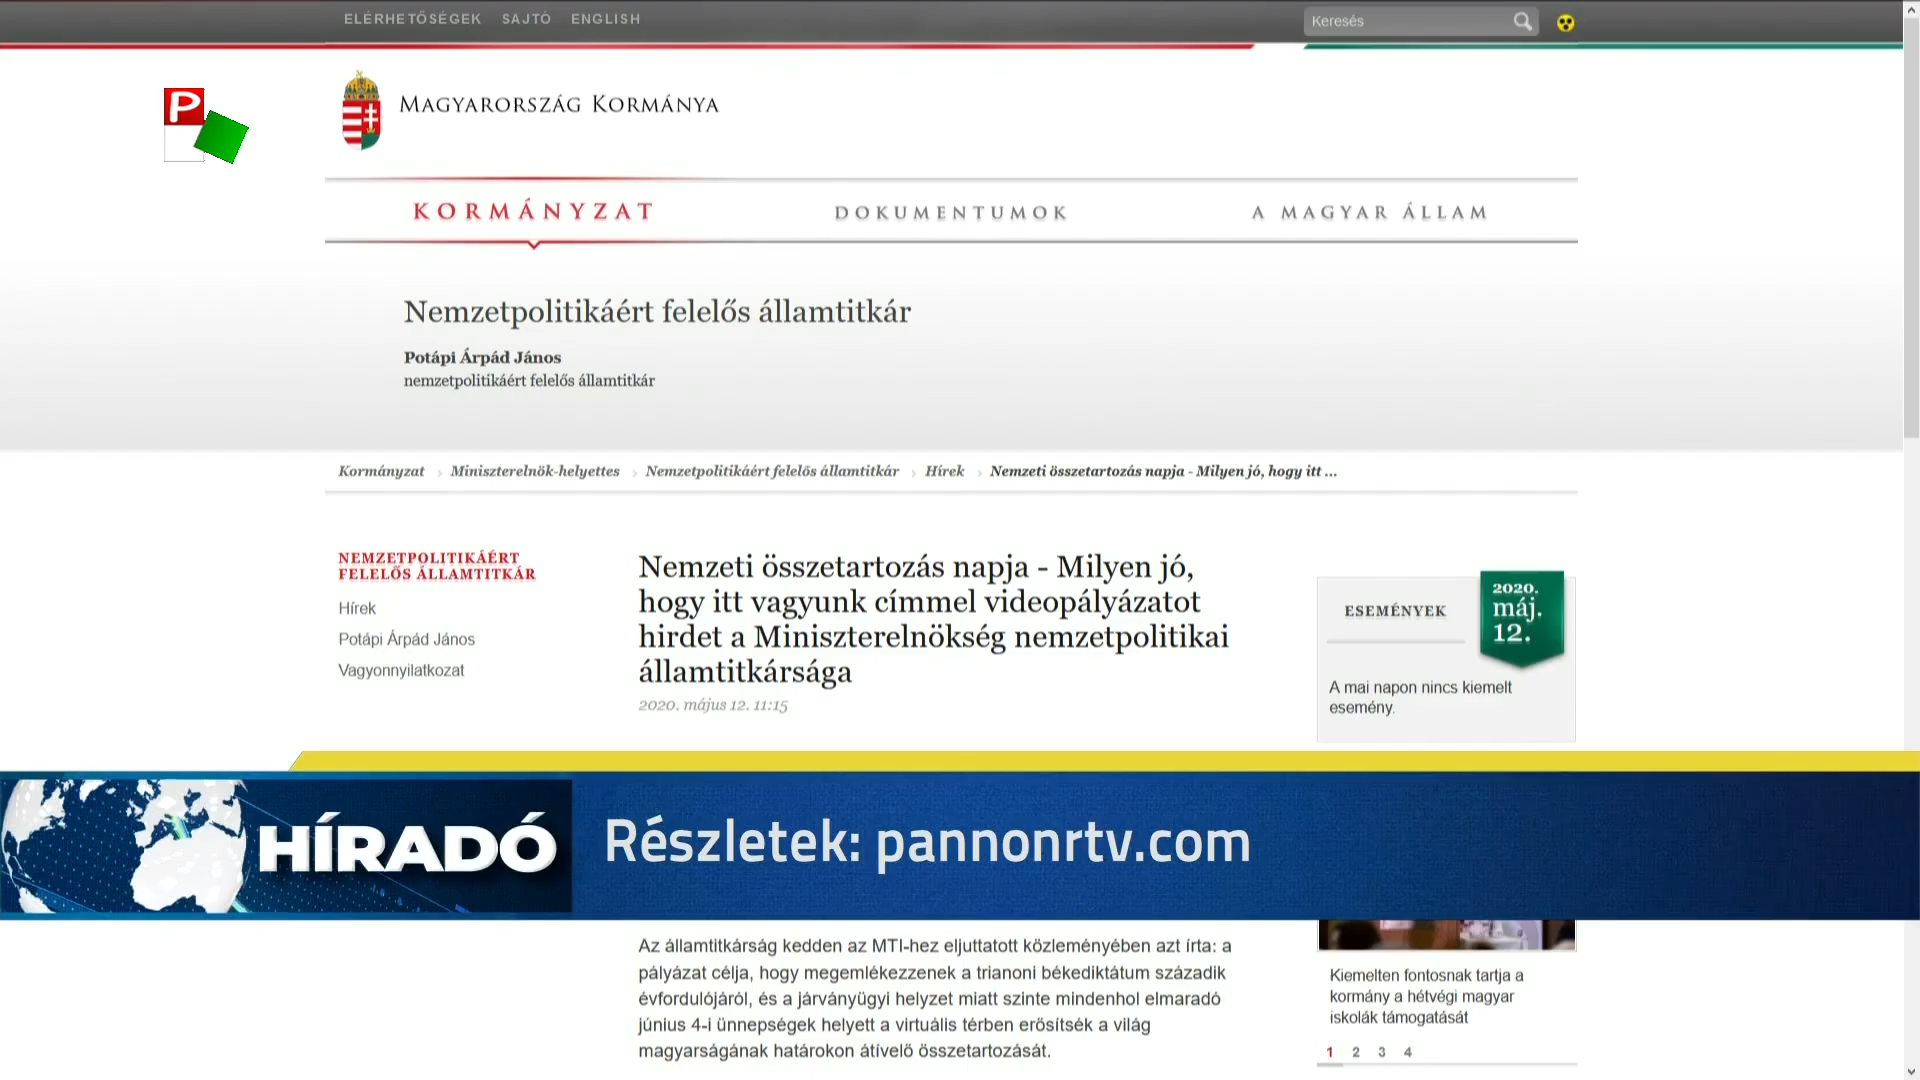 ELÉRHETŐSÉGEK SAJTÓ ENGLISH
Keresés
P
MAGYARORSZÁG KORMÁNYA
KORMÁNYZAT DOKUMENTUMOK A MAGYAR ÁLLAM
Nemzetpolitikáért felelős államtitkár
Potápi Árpád János
nemzetpolitikáért felelős államtitkár
Kormányzat › Miniszterelnök-helyettes › Nemzetpolitikáért felelős államtitkár › Hírek › Nemzeti összetartozás napja - Milyen jó, hogy itt ...
NEMZETPOLITIKÁÉRT
FELELŐS ÁLLAMTITKÁR
Hírek
Potápi Árpád János
Vagyonnyilatkozat
Nemzeti összetartozás napja - Milyen jó,
hogy itt vagyunk címmel videopályázatot
hirdet a Miniszterelnökség nemzetpolitikai
államtitkársága
2020. május 12. 11:15
ESEMÉNYEK
2020.
máj.
12.
A mai napon nincs kiemelt
esemény.
HÍRADÓ
Részletek: pannonrtv.com
Az államtitkárság kedden az MTI-hez eljuttatott közleményében azt írta: a
pályázat célja, hogy megemlékezzenek a trianoni békediktátum századik
évfordulójáról, és a járványügyi helyzet miatt szinte mindenhol elmaradó
június 4-i ünnepségek helyett a virtuális térben erősítsék a világ
magyarságának határokon átívelő összetartozását.
Kiemelten fontosnak tartja a
kormány a hétvégi magyar
iskolák támogatását
1 2 3 4